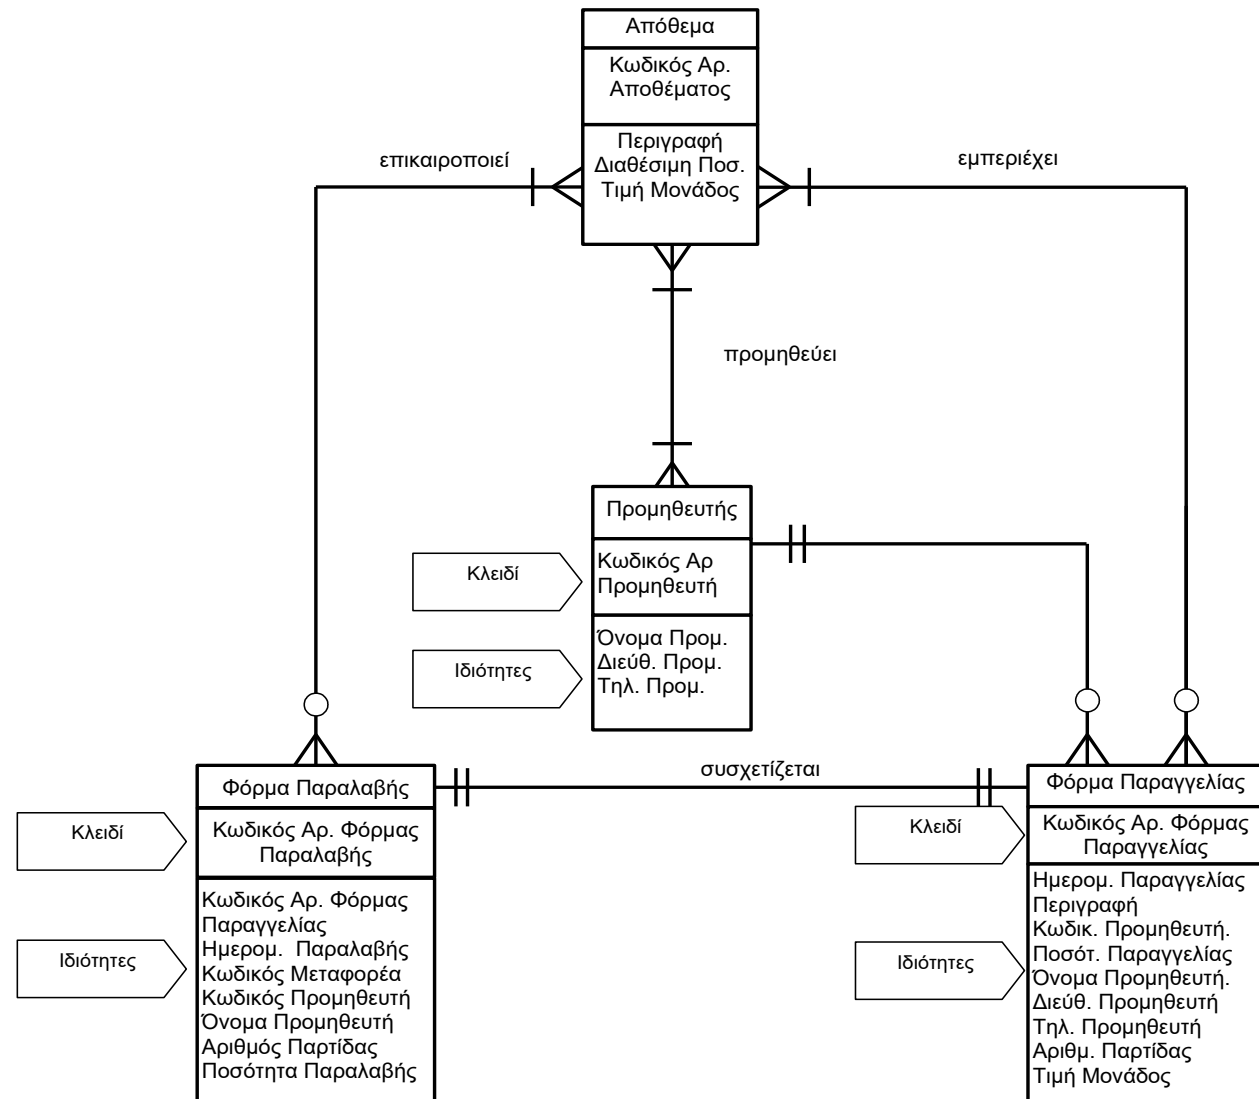 Απόθεμα
Κωδικός Αρ.
Αποθέματος
Περιγραφή
Διαθέσιμη Ποσ.
Τιμή Μονάδος
επικαιροποιεί
εμπεριέχει
προμηθεύει
Προμηθευτής
Κλειδί
Κωδικός Αρ
Προμηθευτή
Ιδιότητες
Όνομα Προμ.
Διεύθ. Προμ.
Τηλ. Προμ.
συσχετίζεται
Φόρμα Παραλαβής
Κλειδί
Κωδικός Αρ. Φόρμας
Παραλαβής
Ιδιότητες
Κωδικός Αρ. Φόρμας
Παραγγελίας
Ημερομ. Παραλαβής
Κωδικός Μεταφορέα
Κωδικός Προμηθευτή
Όνομα Προμηθευτή
Αριθμός Παρτίδας
Ποσότητα Παραλαβής
Φόρμα Παραγγελίας
Κλειδί
Κωδικός Αρ. Φόρμας
Παραγγελίας
Ιδιότητες
Ημερομ. Παραγγελίας
Περιγραφή
Κωδικ. Προμηθευτή.
Ποσότ. Παραγγελίας
Όνομα Προμηθευτή.
Διεύθ. Προμηθευτή
Τηλ. Προμηθευτή
Αριθμ. Παρτίδας
Τιμή Μονάδος